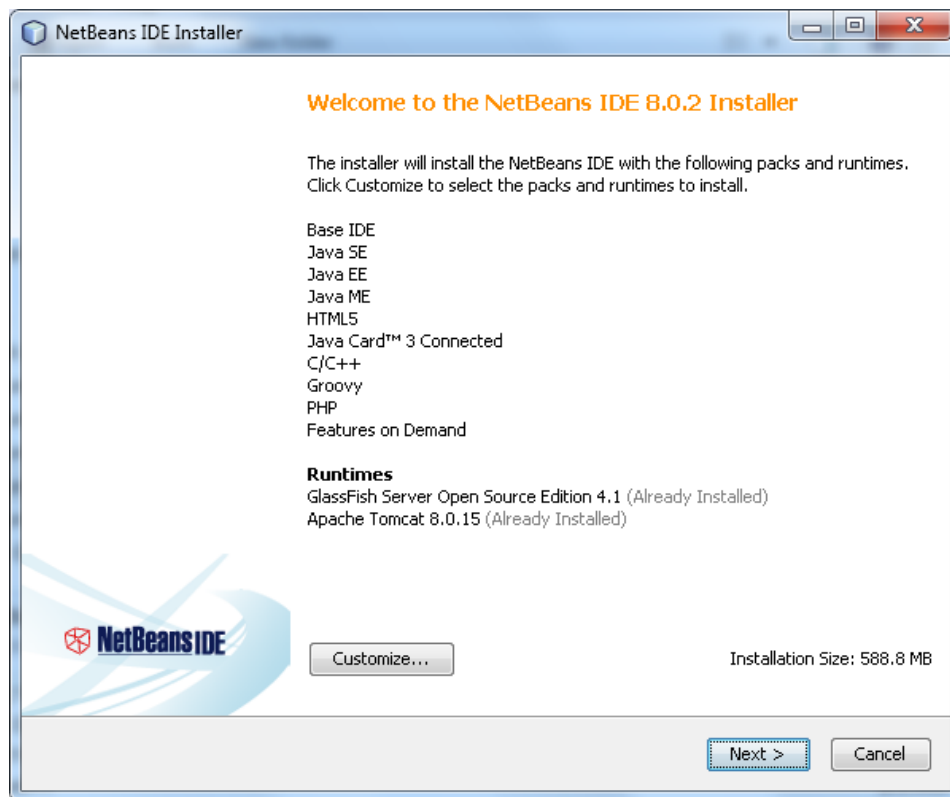 NetBeans IDE Installer
Welcome to the NetBeans IDE 8.0.2 Installer
The installer will install the NetBeans IDE with the following packs and runtimes.
Click Customize to select the packs and runtimes to install.
Base IDE
Java SE
Java EE
Java ME
HTML5
Java Card™ 3 Connected
C/C++
Groovy
PHP
Features on Demand
Runtimes
GlassFish Server Open Source Edition 4.1 (Already Installed)
Apache Tomcat 8.0.15 (Already Installed)
NetBeans IDE
Customize...
Installation Size: 588.8 MB
Next >
Cancel